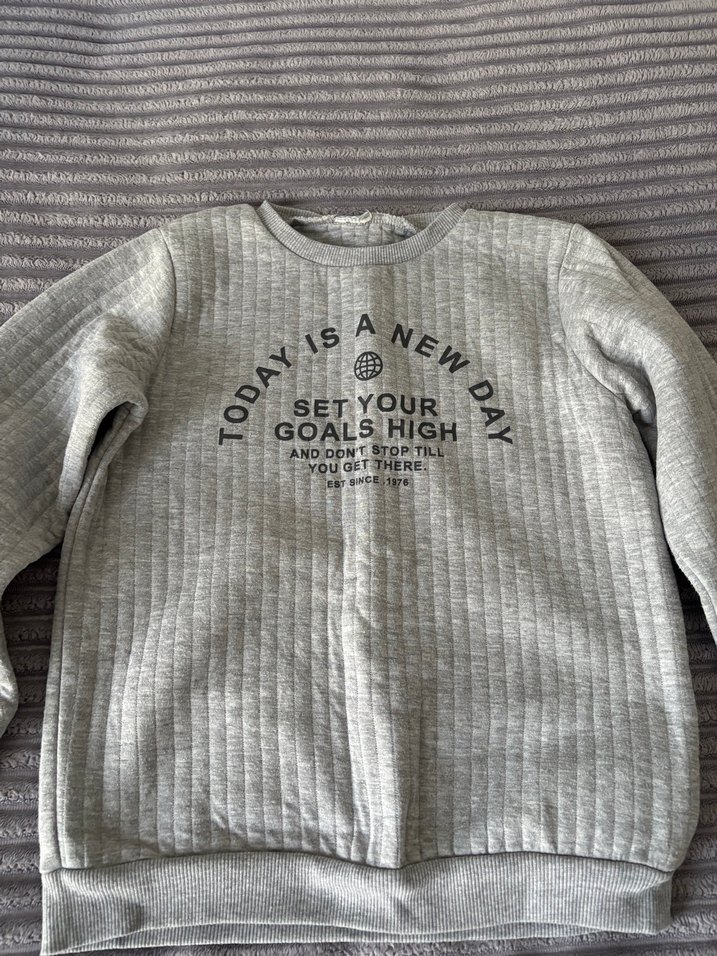 TODAY IS A NEW DAY
SET YOUR
GOALS HIGH
AND DON'T STOP TILL
YOU GET THERE.
EST SINCE .1976